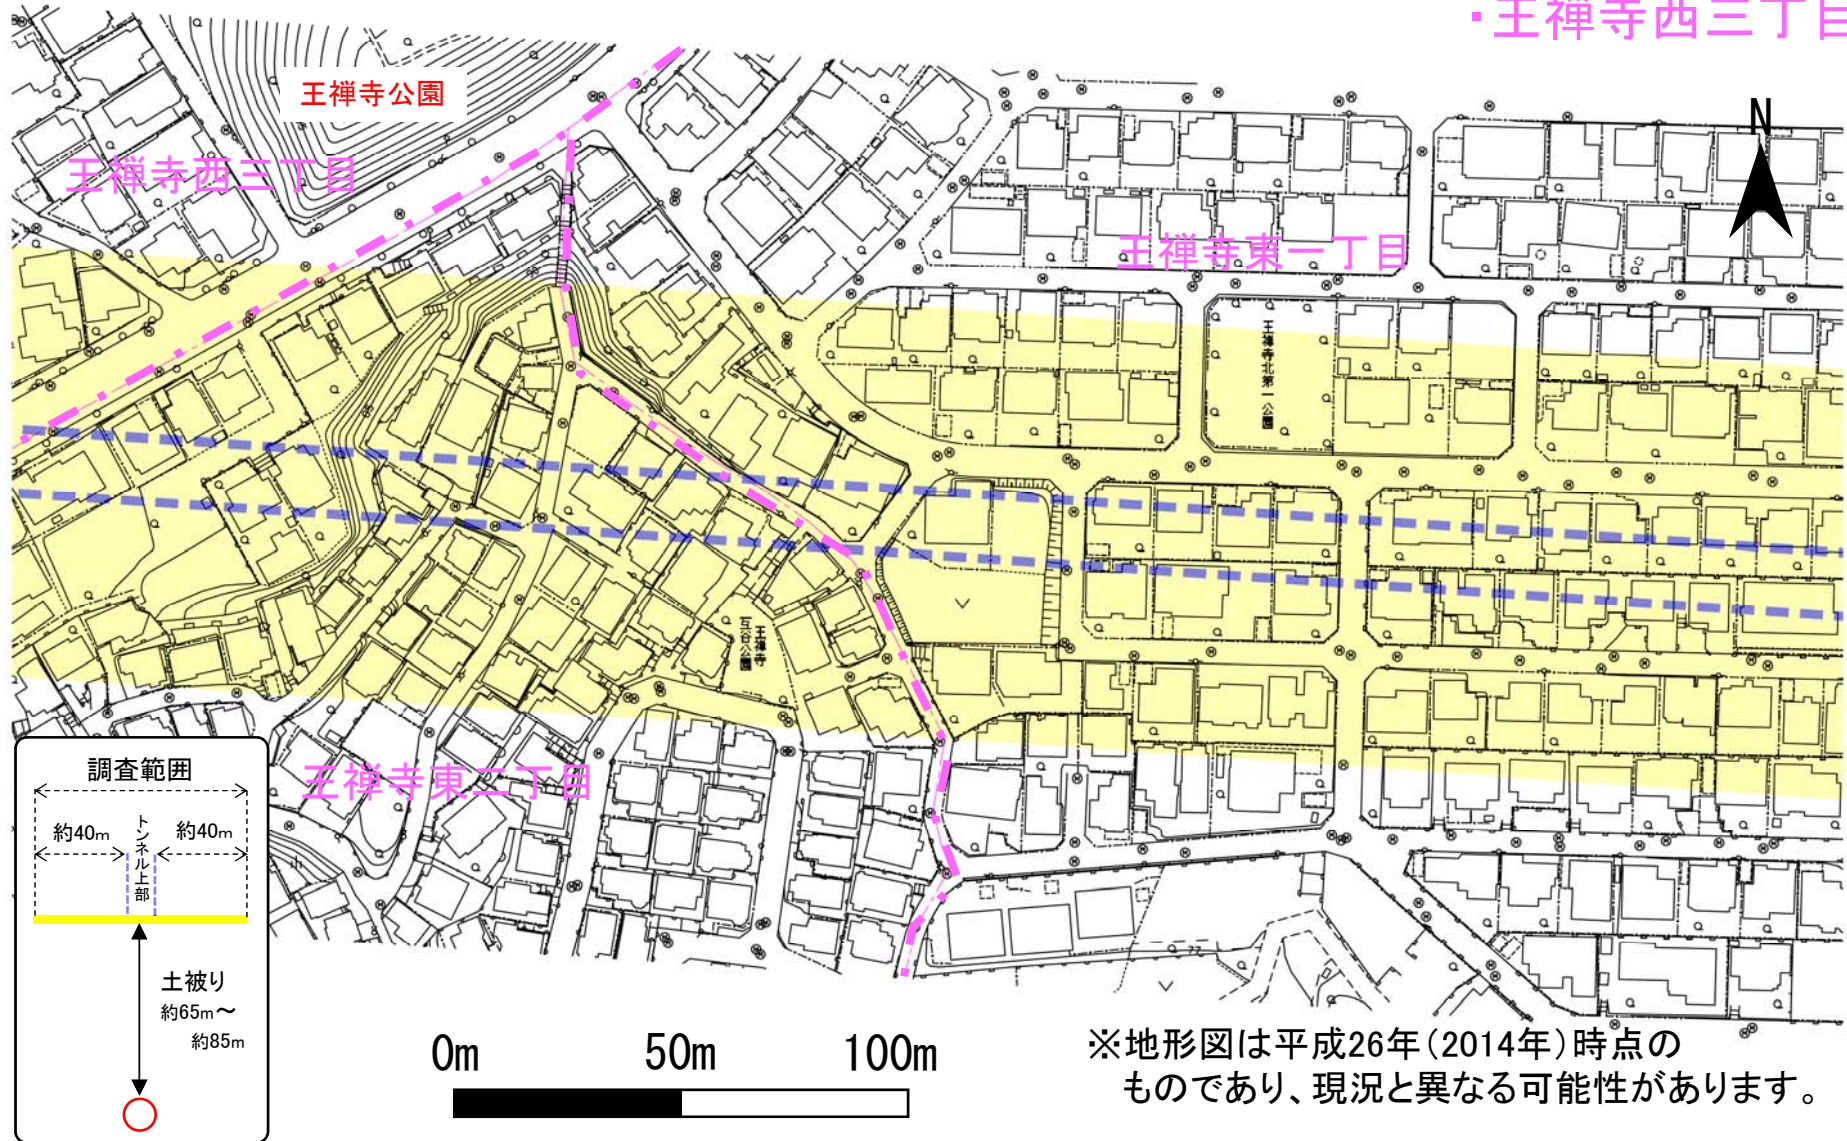 ・王禅寺西三丁目
王禅寺公園
N
王禅寺西三丁目
王禅寺東一丁目
王禅寺北第一公園
王禅寺
王禅寺東二丁目
調査範囲
約40m
トンネル上部
約40m
土被り
約65m～
約85m
0m
50m
100m
※地形図は平成26年(2014年)時点の
ものであり、現況と異なる可能性があります。